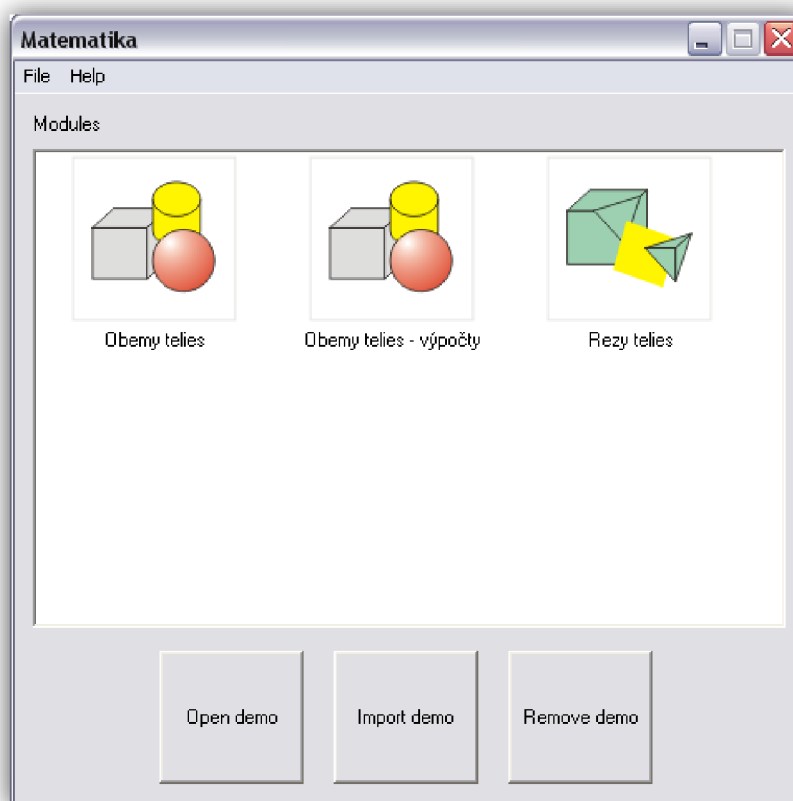 Matematika
File Help
Modules
Obemy telies
Obemy telies - výpočty
Rezy telies
Open demo
Import demo
Remove demo